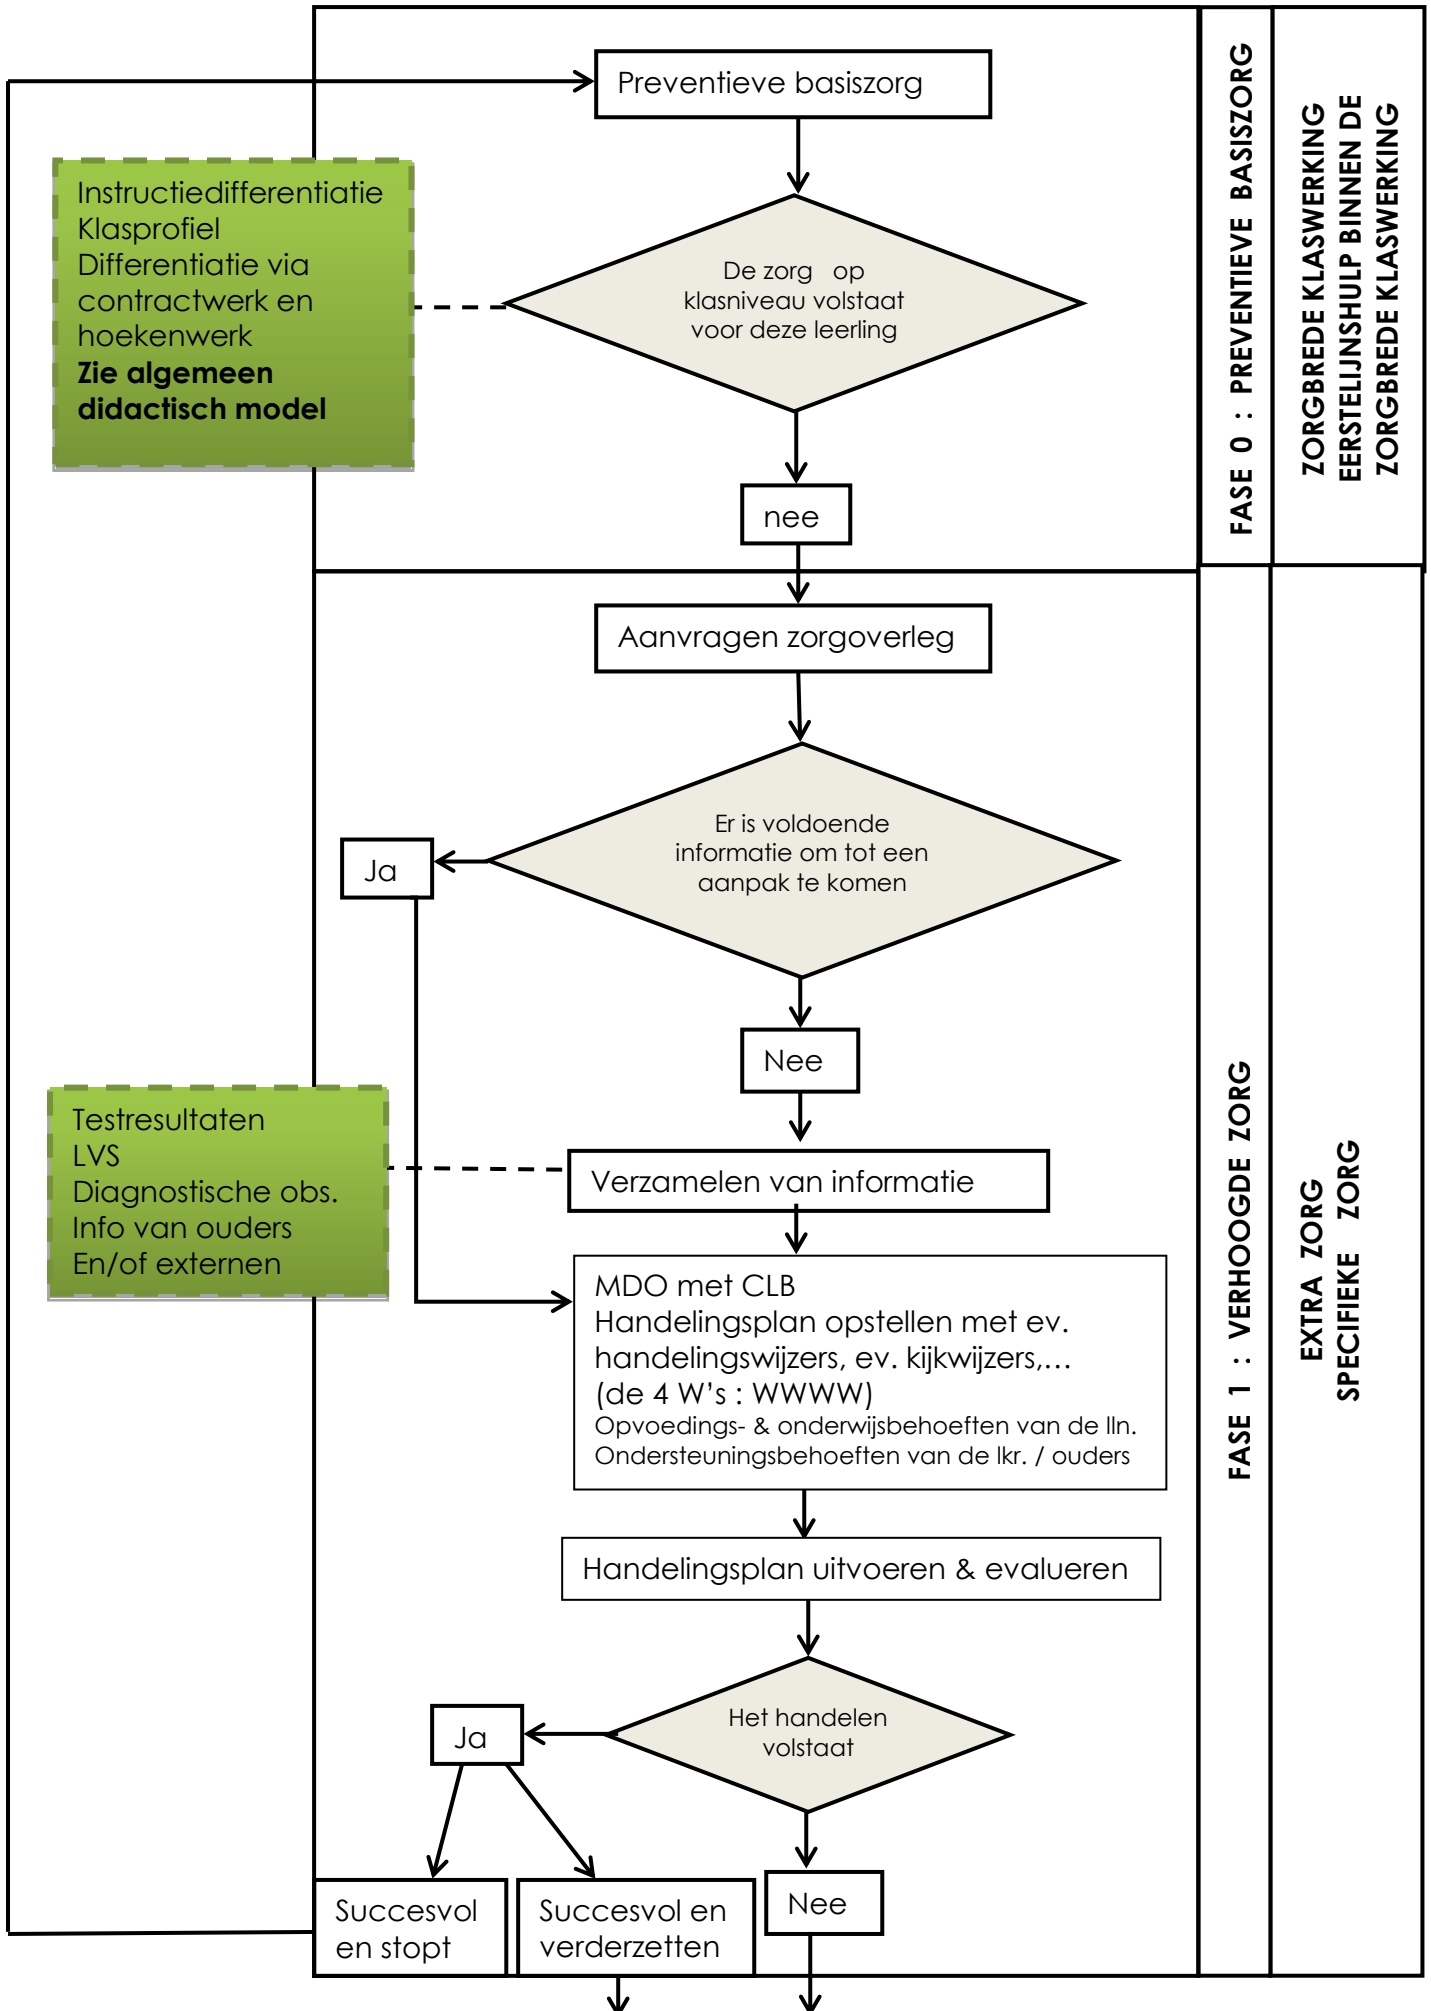 Preventieve basiszorg
Instructiedifferentiatie
Klasprofiel
Differentiatie via
contractwerk en
hoekenwerk
Zie algemeen
didactisch model
De zorg op
klasniveau volstaat
voor deze leerling
nee
FASE 0 : PREVENTIEVE BASISZORG
ZORGBREDE KLASWERKING
EERSTELIJNSHULP BINNEN DE
ZORGBREDE KLASWERKING
Aanvragen zorgoverleg
Er is voldoende
informatie om tot een
aanpak te komen
Ja
Nee
Testresultaten
LVS
Diagnostische obs.
Info van ouders
En/of externen
Verzamelen van informatie
MDO met CLB
Handelingsplan opstellen met ev.
handelingswijzers, ev. kijkwijzers,…
(de 4 W's : WWWW)
Opvoedings- & onderwijsbehoeften van de lln.
Ondersteuningsbehoeften van de lkr. / ouders
Handelingsplan uitvoeren & evalueren
Het handelen
volstaat
Ja
Succesvol
en stopt
Succesvol en
verderzetten
Nee
FASE 1 : VERHOOGDE ZORG
EXTRA ZORG
SPECIFIEKE ZORG